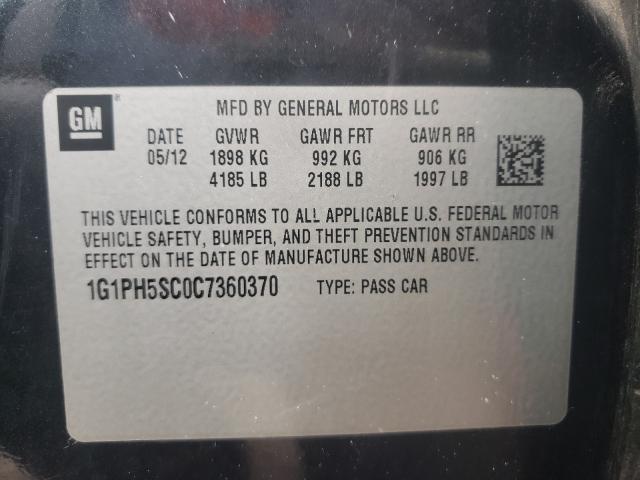 GM ® MFD BY GENERAL MOTORS LLC
DATE GVWR GAWR FRT GAWR RR
05/12 1898 KG 992 KG 906 KG
4185 LB 2188 LB 1997 LB
THIS VEHICLE CONFORMS TO ALL APPLICABLE U.S. FEDERAL MOTOR
VEHICLE SAFETY, BUMPER, AND THEFT PREVENTION STANDARDS IN
EFFECT ON THE DATE OF MANUFACTURE SHOWN ABOVE.
1G1PH5SC0C7360370 TYPE: PASS CAR